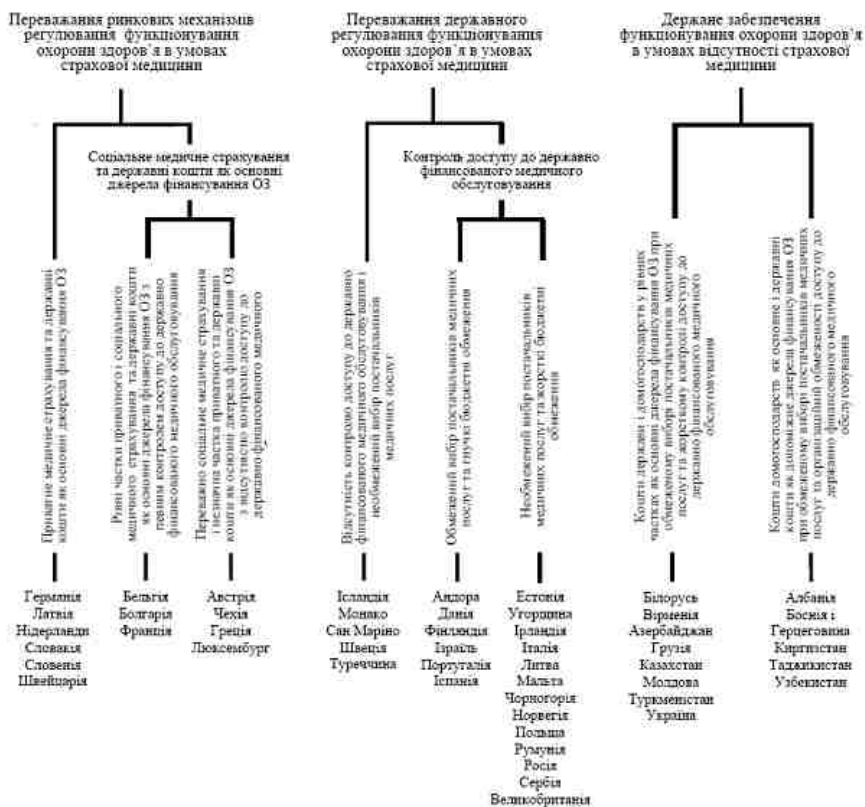 Переважання ринкових механізмів
регулювання функціонування
охорони здоров'я в умовах
страхової медицини
Соціальне медичне страхування
та державні кошти як основні
джерела фінансування ОЗ
Приватне медичне страхування та державні
кошти як основні джерела фінансування ОЗ
Рівні частки приватного і соціального
медичного страхування та державні кошти
як основні джерела фінансування ОЗ з
певним контролем доступу до державно
фінансованого медичного обслуговування
Переважно соціальне медичне страхування
і незначна частка приватного та державні
кошти як основні джерела фінансування ОЗ
з відсутністю контролю доступу до
державно фінансованого медичного
Германія
Латвія
Нідерланди
Словакія
Словенія
Швейцарія
Бельгія
Болгарія
Франція
Австрія
Чехія
Греція
Люксембург
Переважання державного
регулювання функціонування
охорони здоров'я в умовах
страхової медицини
Контроль доступу до державно
фінансованого медичного
обслуговування
Відсутність контролю доступу до державно
фінансованого медичного обслуговування і
необмежений вибір постачальників
медичних послуг
Обмежений вибір постачальників медичних
послуг та гнучкі бюджетні обмеження
Необмежений вибір постачальників
медичних послуг та жорсткі бюджетні
обмеження
Ісландія
Монако
Сан Маріно
Швеція
Туреччина
Андора
Данія
Фінляндія
Ізраїль
Португалія
Іспанія
Естонія
Угорщина
Ірландія
Італія
Литва
Мальта
Чорногорія
Норвегія
Польща
Румунія
Росія
Сербія
Великобританія
Держане забезпечення
функціонування охорони здоров'я
в умовах відсутності страхової
медицини
Кошти держави і домогосподарств у рівних
частках як основні джерела фінансування ОЗ при
обмеженому виборі постачальників медичних
послуг та жорсткому контролі доступу до
державно фінансованого медичного
обслуговування
Кошти домогосподарств як основне і державні
кошти як допоміжне джерела фінансування ОЗ
при обмеженому виборі постачальників медичних
послуг та організаційній обмеженості доступу до
державно фінансованого медичного
обслуговування
Білорусь
Вірменія
Азербайджан
Грузія
Казахстан
Молдова
Туркменістан
Україна
Албанія
Боснія і
Герцеговина
Киргизстан
Таджикистан
Узбекистан